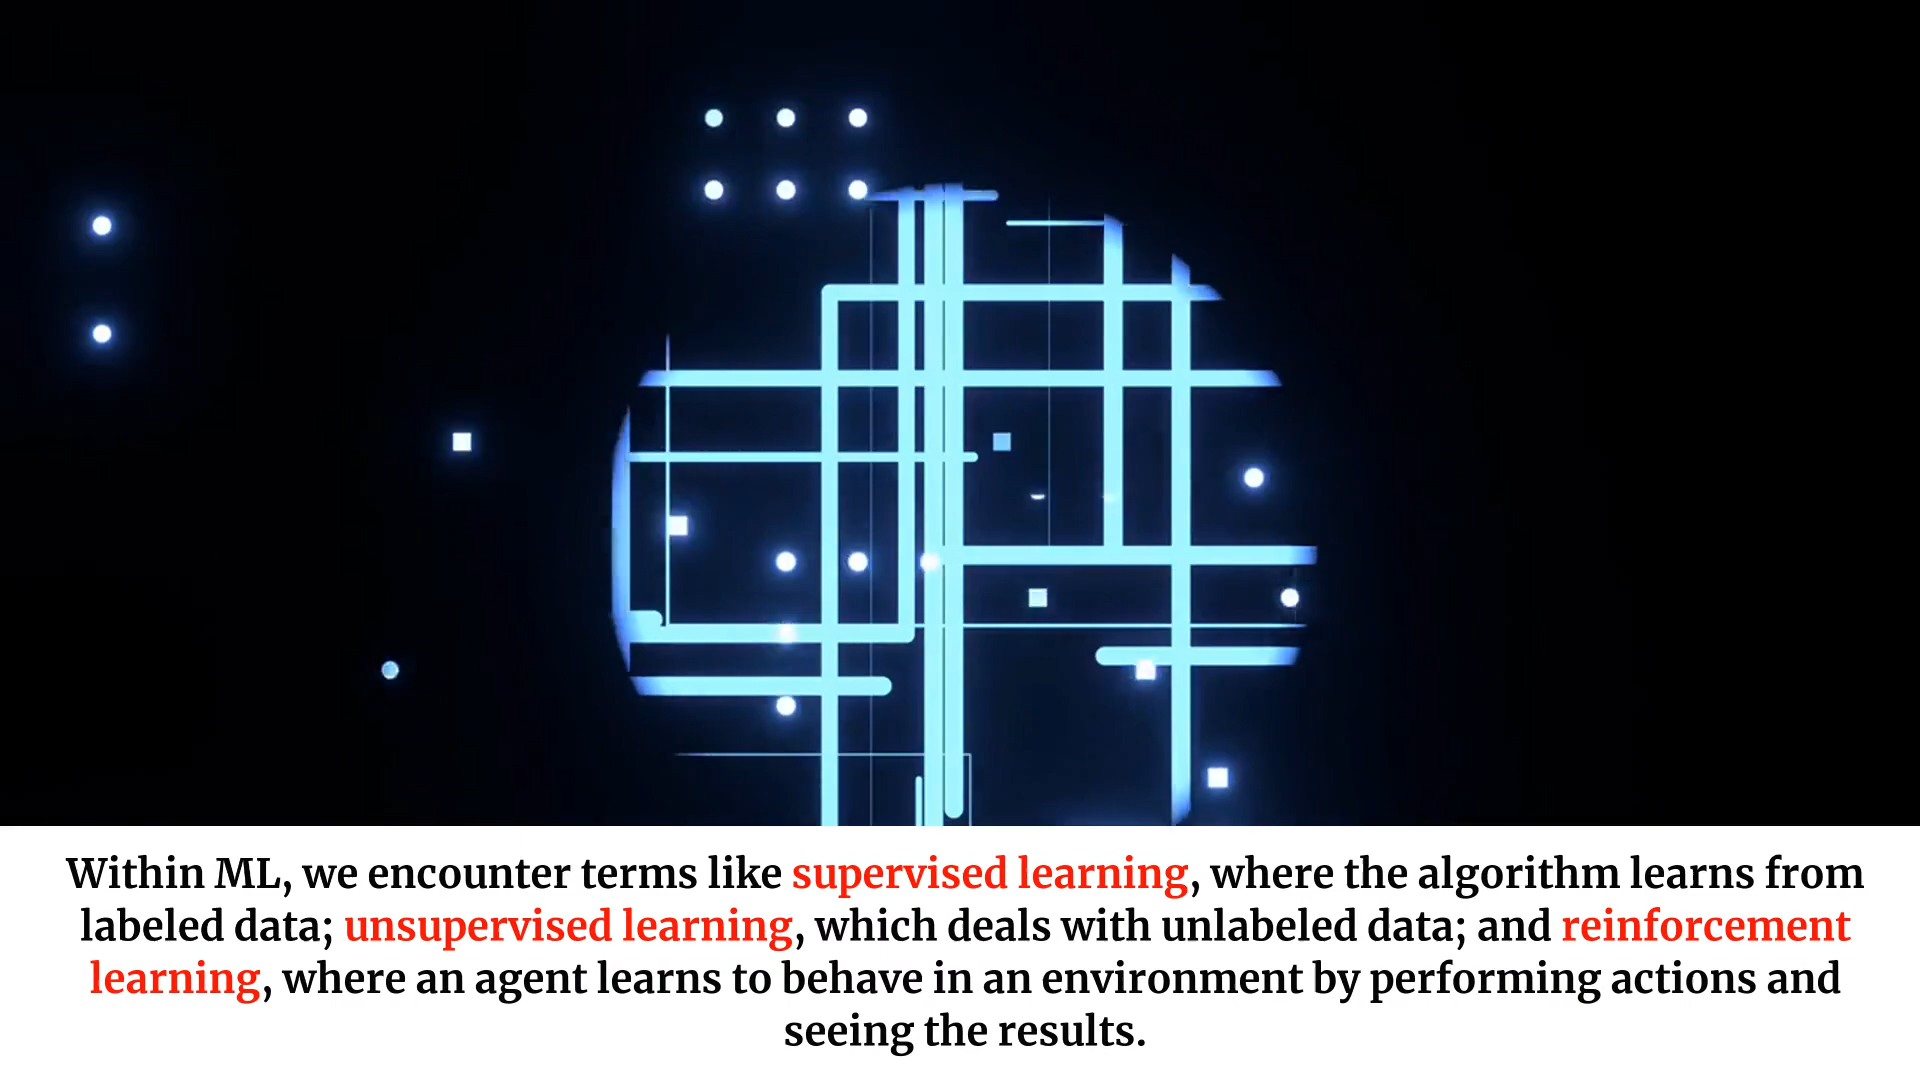 Within ML, we encounter terms like supervised learning, where the algorithm learns from
labeled data; unsupervised learning, which deals with unlabeled data; and reinforcement
learning, where an agent learns to behave in an environment by performing actions and
seeing the results.